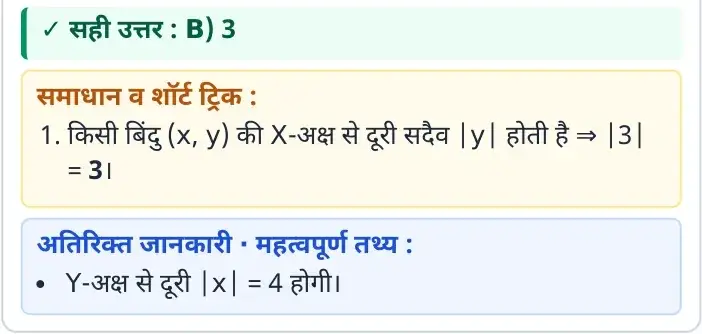 ✓ सही उत्तर : B) 3
समाधान व शॉर्ट ट्रिक :
1. किसी बिंदु (x, y) की X-अक्ष से दूरी सदैव |y| होती है ⇒ |3|
= 3।
अतिरिक्त जानकारी · महत्वपूर्ण तथ्य :
• Y-अक्ष से दूरी |x| = 4 होगी।